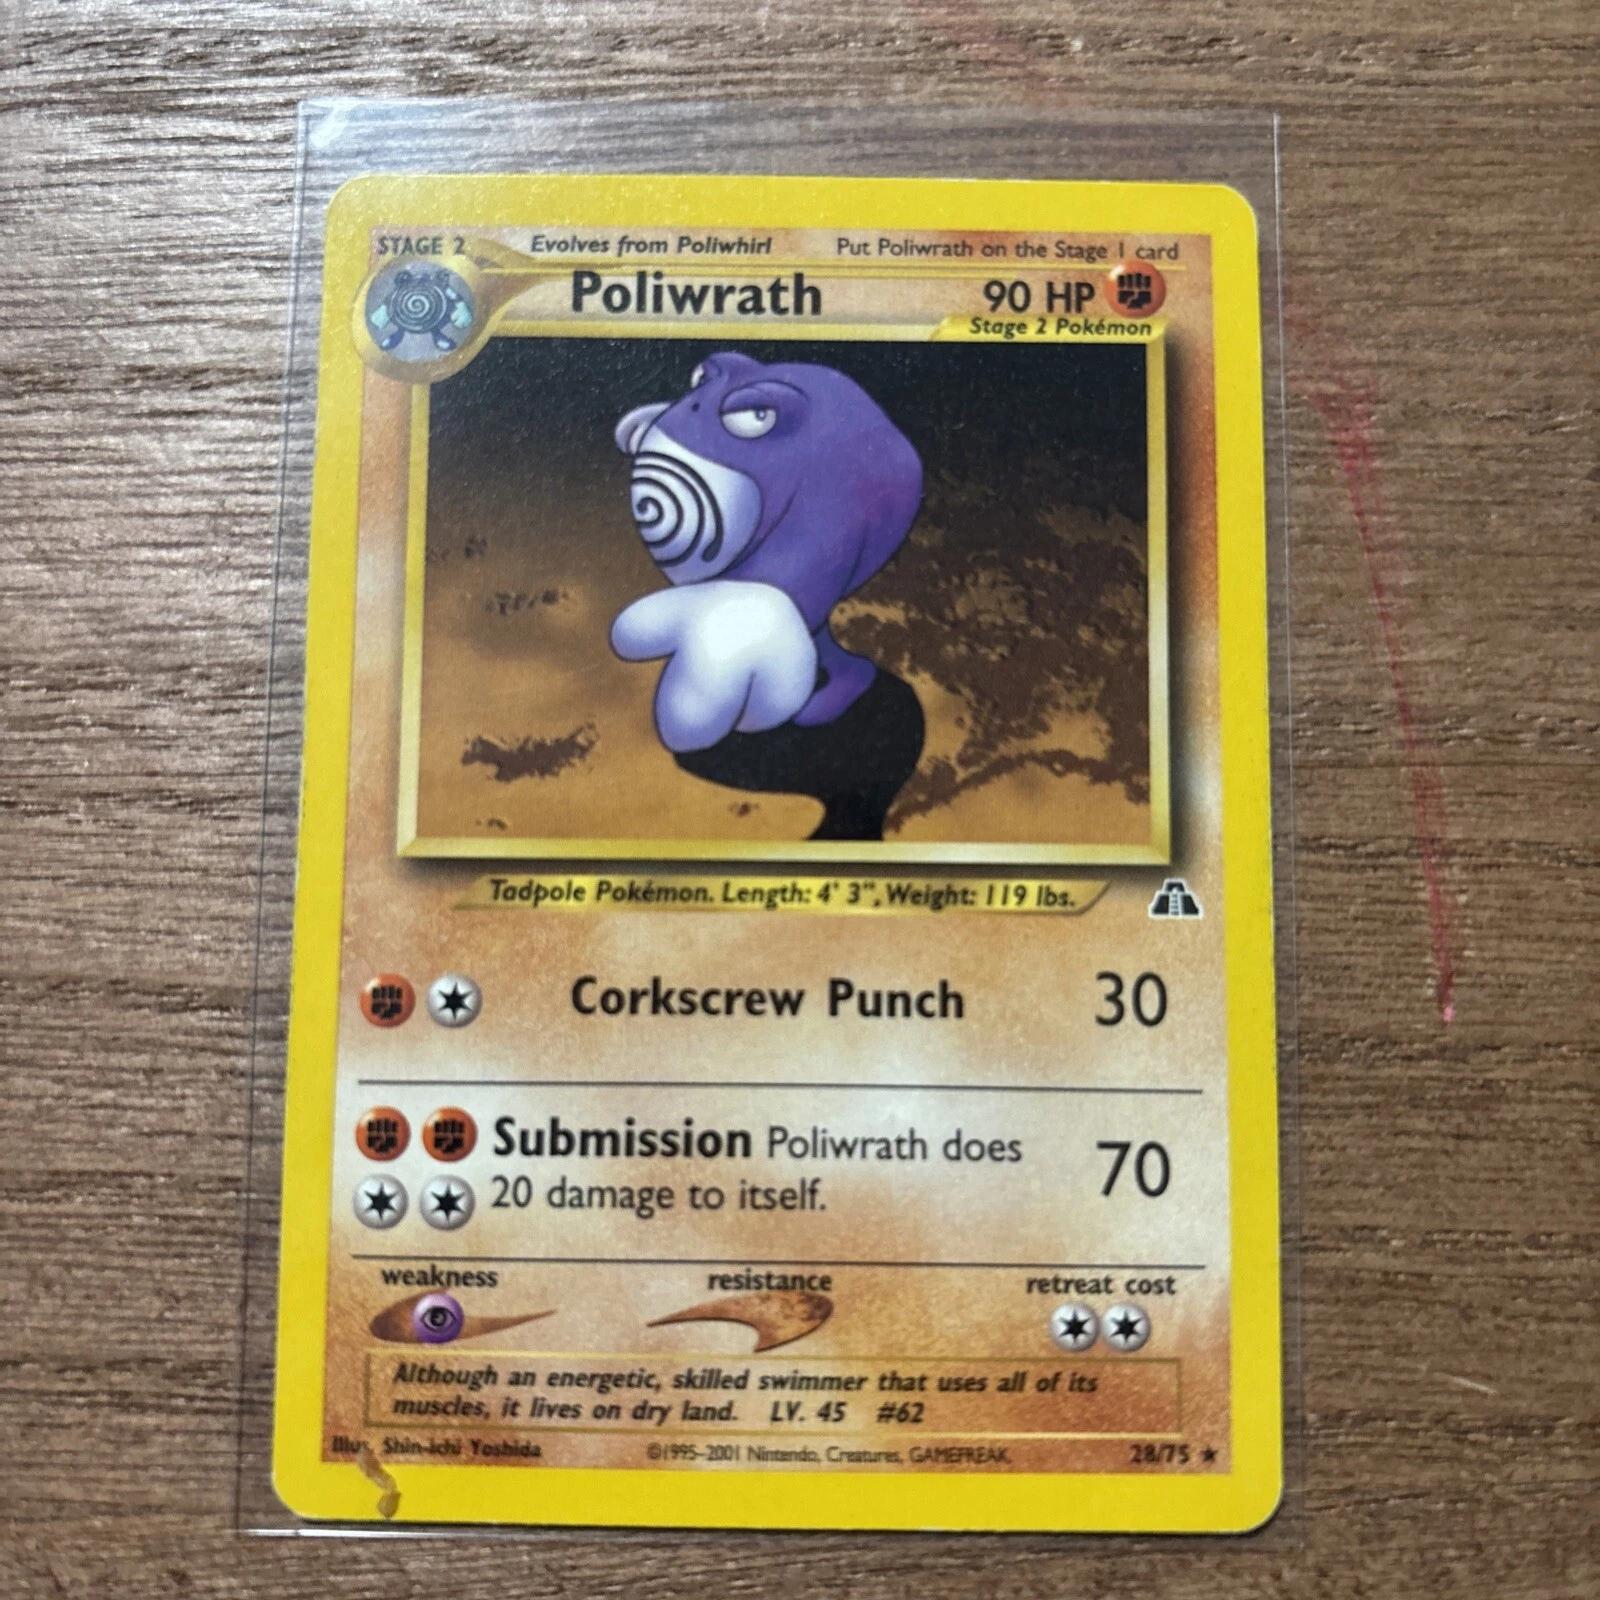 STAGE 2 Evolves from Poliwhirl Put Poliwrath on the Stage 1 card
Poliwrath 90 HP
Stage 2 Pokémon
Tadpole Pokémon. Length: 4' 3", Weight: 119 lbs.
Corkscrew Punch 30
Submission Poliwrath does
20 damage to itself. 70
weakness resistance retreat cost
Although an energetic, skilled swimmer that uses all of its
muscles, it lives on dry land. LV. 45 #62
Illus. Shin-ichi Yoshida ©1995-2001 Nintendo, Creatures, GAMEFREAK. 28/75 ★